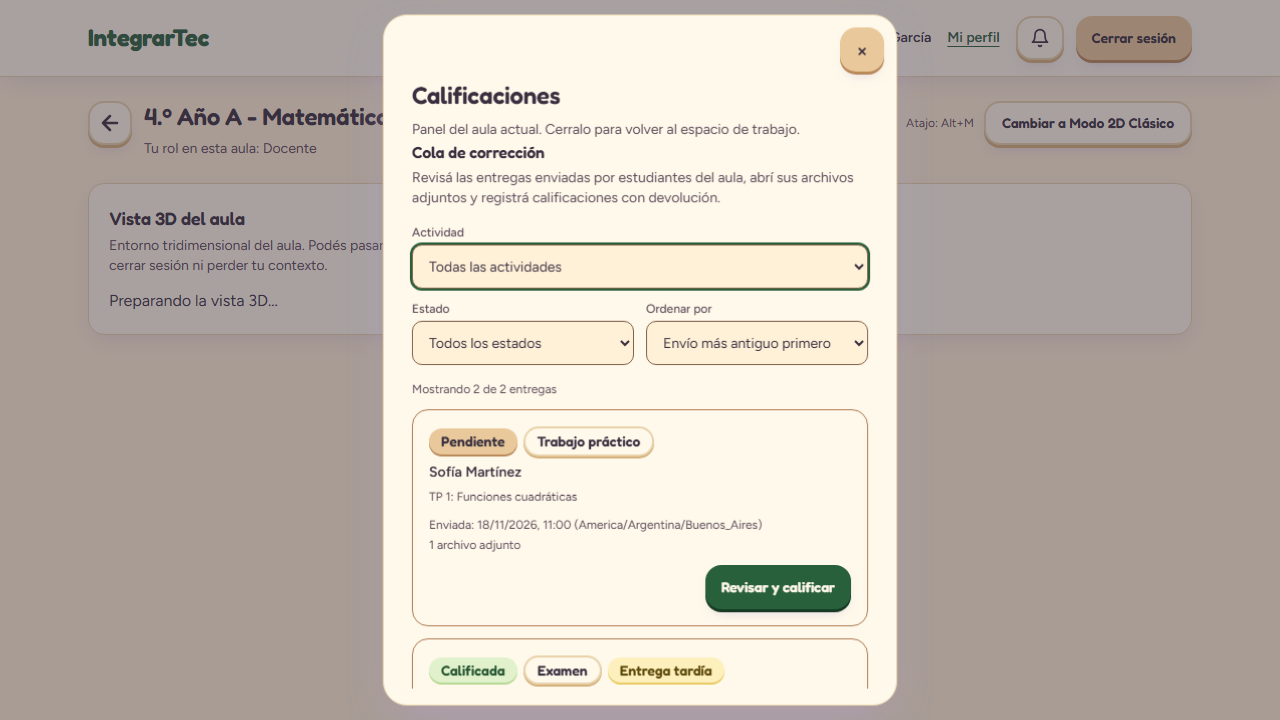 IntegrarTec
García
Mi perfil
Cerrar sesión
4.º Año A - Matemátic
Tu rol en esta aula: Docente
Atajo: Alt+M
Cambiar a Modo 2D Clásico
Vista 3D del aula
Entorno tridimensional del aula. Podés pasar
cerrar sesión ni perder tu contexto.
Preparando la vista 3D...
×
Calificaciones
Panel del aula actual. Cerralo para volver al espacio de trabajo.
Cola de corrección
Revisá las entregas enviadas por estudiantes del aula, abrí sus archivos
adjuntos y registrá calificaciones con devolución.
Actividad
Todas las actividades
Estado
Ordenar por
Todos los estados
Envío más antiguo primero
Mostrando 2 de 2 entregas
Pendiente
Trabajo práctico
Sofía Martínez
TP 1: Funciones cuadráticas
Enviada: 18/11/2026, 11:00 (America/Argentina/Buenos_Aires)
1 archivo adjunto
Revisar y calificar
Calificada
Examen
Entrega tardía